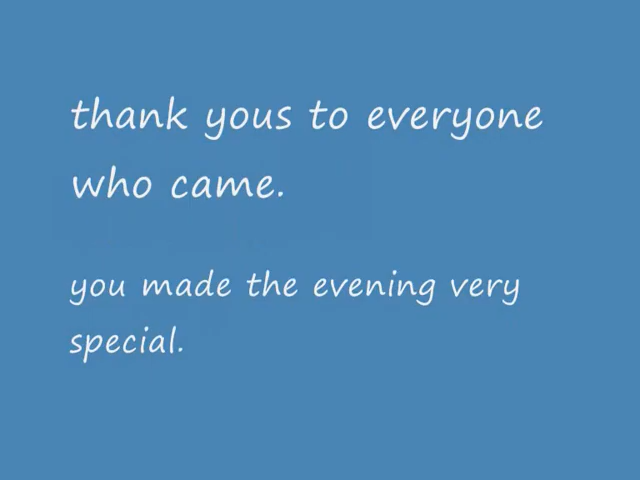 thank yous to everyone
who came.
you made the evening very
special.